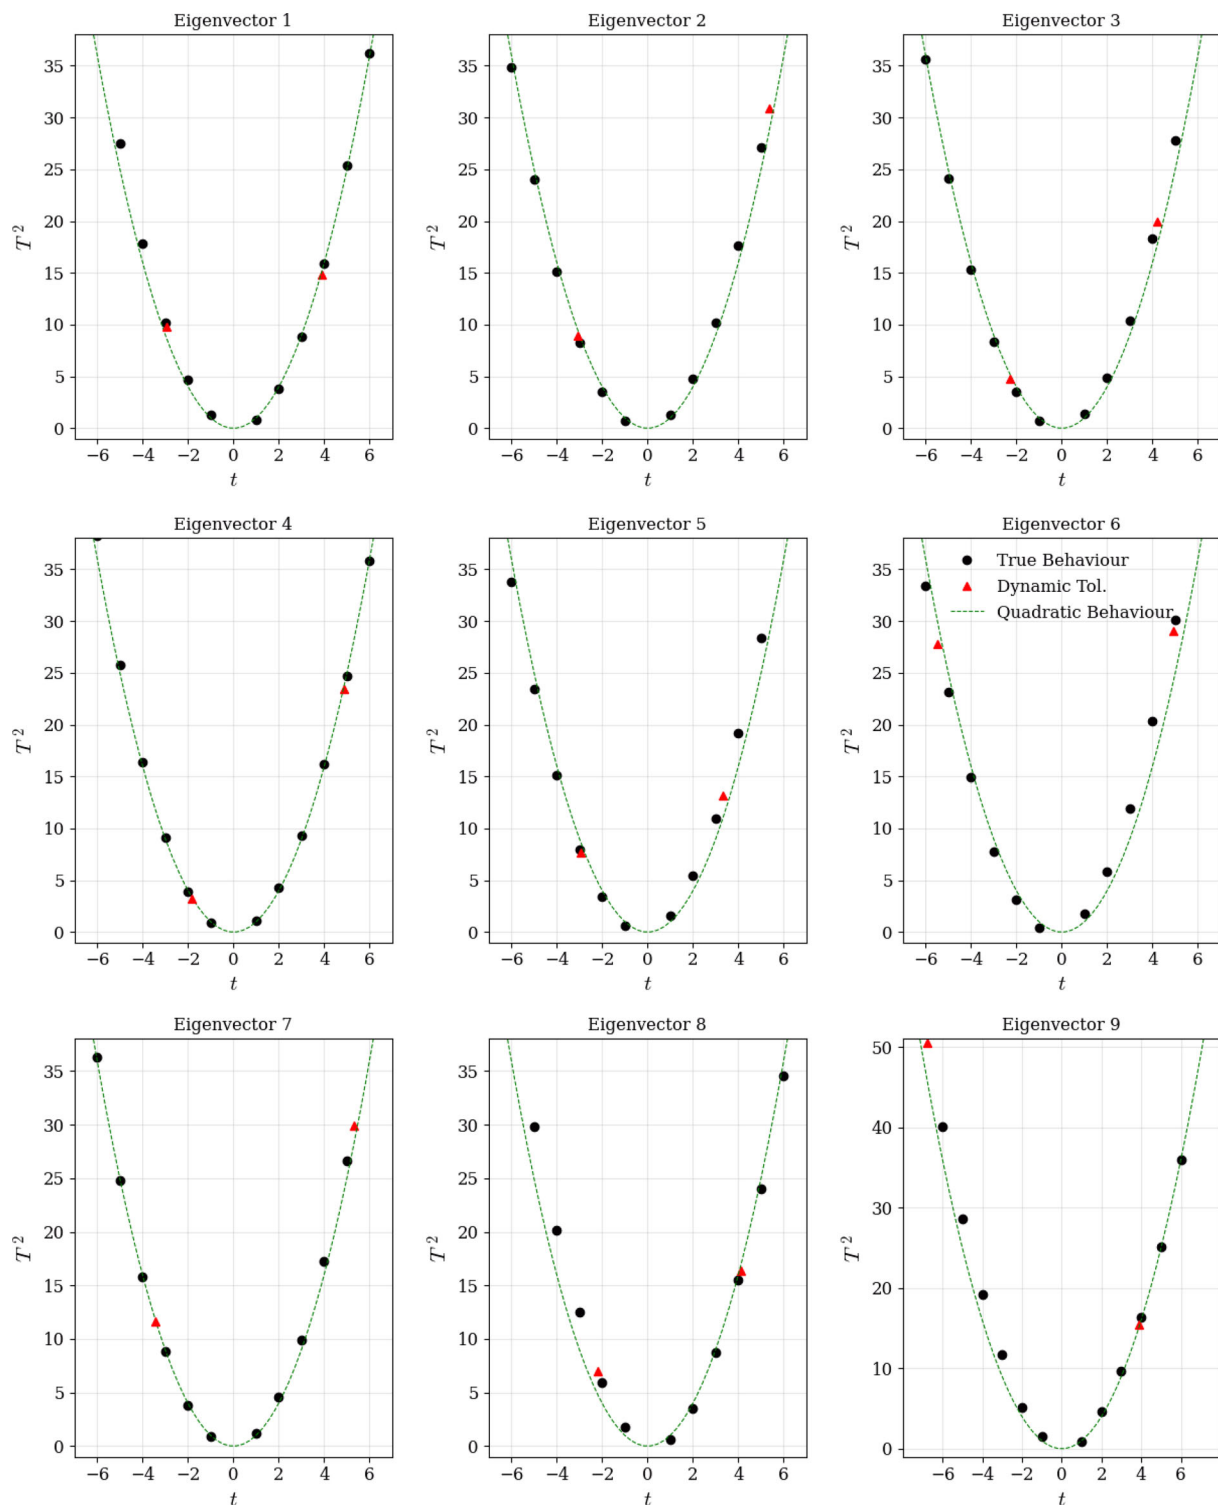 Eigenvector 1
Eigenvector 2
Eigenvector 3
35
30
25
20
15
10
5
0
T²
−6 −4 −2 0 2 4 6
t
35
30
25
20
15
10
5
0
T²
−6 −4 −2 0 2 4 6
t
35
30
25
20
15
10
5
0
T²
−6 −4 −2 0 2 4 6
t
Eigenvector 4
Eigenvector 5
Eigenvector 6
35
30
25
20
15
10
5
0
T²
−6 −4 −2 0 2 4 6
t
35
30
25
20
15
10
5
0
T²
−6 −4 −2 0 2 4 6
t
True Behaviour
Dynamic Tol.
Quadratic Behaviour
35
30
25
20
15
10
5
0
T²
−6 −4 −2 0 2 4 6
t
Eigenvector 7
Eigenvector 8
Eigenvector 9
35
30
25
20
15
10
5
0
T²
−6 −4 −2 0 2 4 6
t
35
30
25
20
15
10
5
0
T²
−6 −4 −2 0 2 4 6
t
50
40
30
20
10
0
T²
−6 −4 −2 0 2 4 6
t